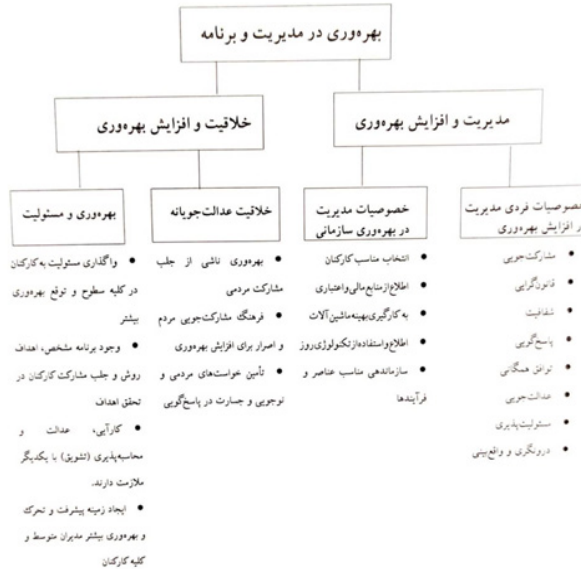 بهره‌وری در مدیریت و برنامه
مدیریت و افزایش بهره‌وری
خلاقیت و افزایش بهره‌وری
خصوصیات فردی مدیریت
ر افزایش بهره‌وری
• مشارکت‌جویی
• قانون‌گرایی
• شفافیت
• پاسخ‌گویی
• توافق همگانی
• عدالت‌جویی
• مسئولیت‌پذیری
• درونگری و واقع‌بینی
خصوصیات مدیریت
در بهره‌وری سازمانی
• انتخاب مناسب کارکنان
• اطلاع از منابع مالی و اعتباری
• به کارگیری بهینه ماشین آلات
• اطلاع و استفاده از تکنولوژی روز
• سازماندهی مناسب عناصر و
فرآیندها
خلاقیت عدالت‌جویانه
• بهره‌وری ناشی از جلب
مشارکت مردمی
• فرهنگ مشارکت‌جویی مردم
و اصرار برای افزایش بهره‌وری
• تأمین خواست‌های مردمی و
نوجویی و جسارت در پاسخ‌گویی
بهره‌وری و مسئولیت
• واگذاری مسئولیت به کارکنان
در کلیه سطوح و توقع بهره‌وری
بیشتر
• وجود برنامه مشخص، اهداف
روش و جلب مشارکت کارکنان در
تحقق اهداف
• کارآیی، عدالت و
محاسبه‌پذیری (تشویق) با یکدیگر
ملازمت دارند.
• ایجاد زمینه پیشرفت و تحرک
و بهره‌وری بیشتر مدیران متوسط و
کلیه کارکنان